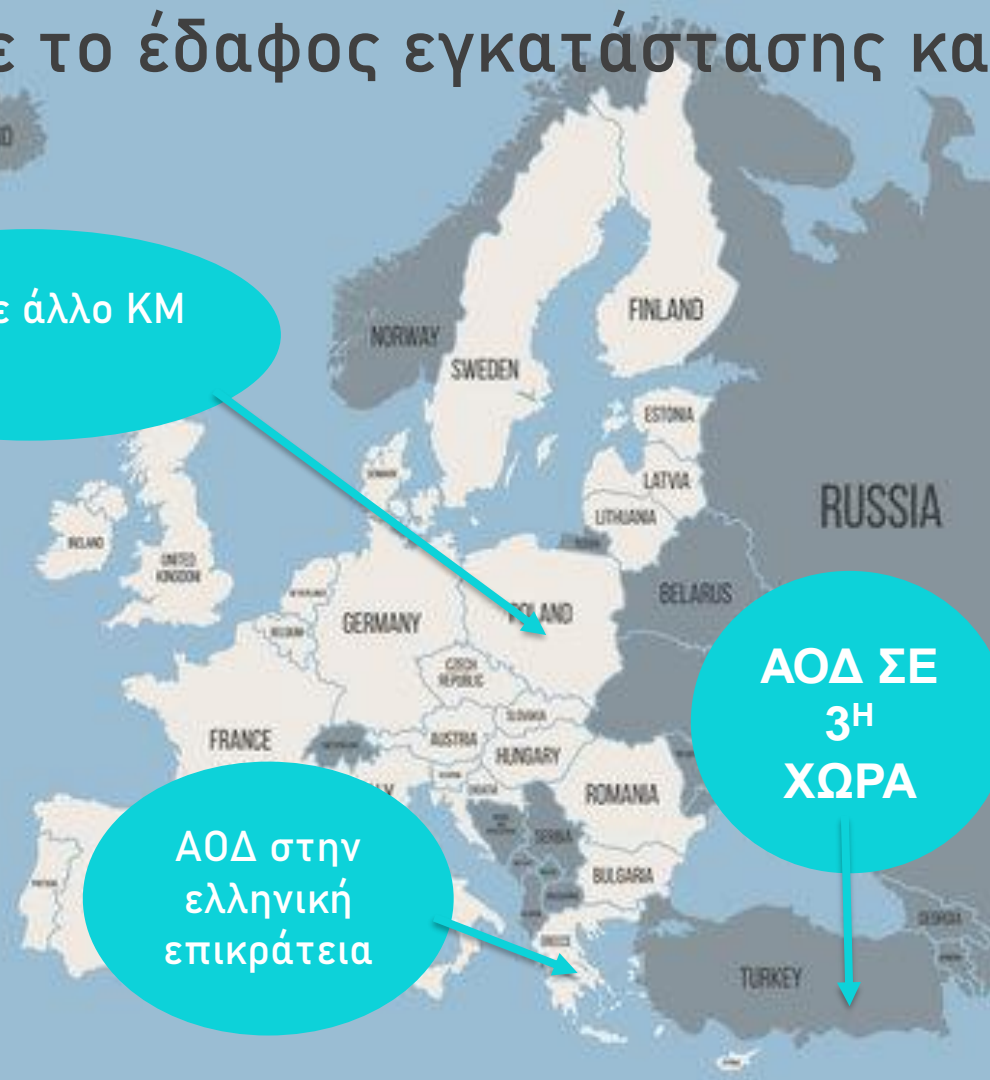 ε το έδαφος εγκατάστασης κα
ε άλλο ΚΜ
FINLAND
NORWAY
SWEDEN
ESTONIA
LATVIA
LITHUANIA
RUSSIA
IRELAND
UNITED
KINGDOM
BELARUS
POLAND
GERMANY
BELGIUM
CZECH
REPUBLIC
SLOVAKIA
FRANCE
AUSTRIA
HUNGARY
ROMANIA
SERBIA
BULGARIA
ΑΟΔ ΣΕ
3Η
ΧΩΡΑ
ΑΟΔ στην
ελληνική
επικράτεια
GREECE
TURKEY
GEORGIA